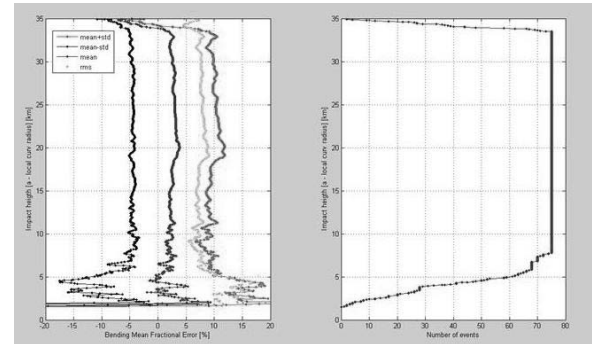 35
30
25
20
15
10
5
0
-20 -15 -10 -5 0 5 10 15 20
Impact heigth [a - local curv radius] [km]
Bending Mean Fractional Error [%]
mean+std
mean-std
mean
rms
35
30
25
20
15
10
5
0
0 10 20 30 40 50 60 70 80
Impact heigth [a - local curv radius] [km]
Number of events